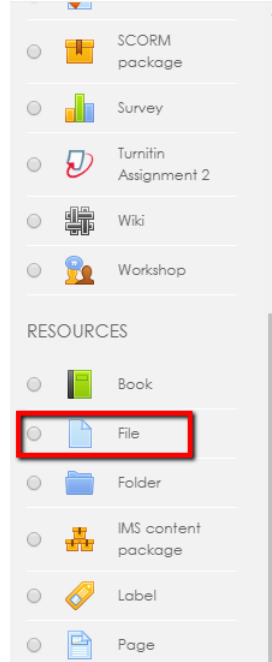 SCORM
package
Survey
Turnitin
Assignment 2
Wiki
Workshop
RESOURCES
Book
File
Folder
IMS content
package
Label
Page